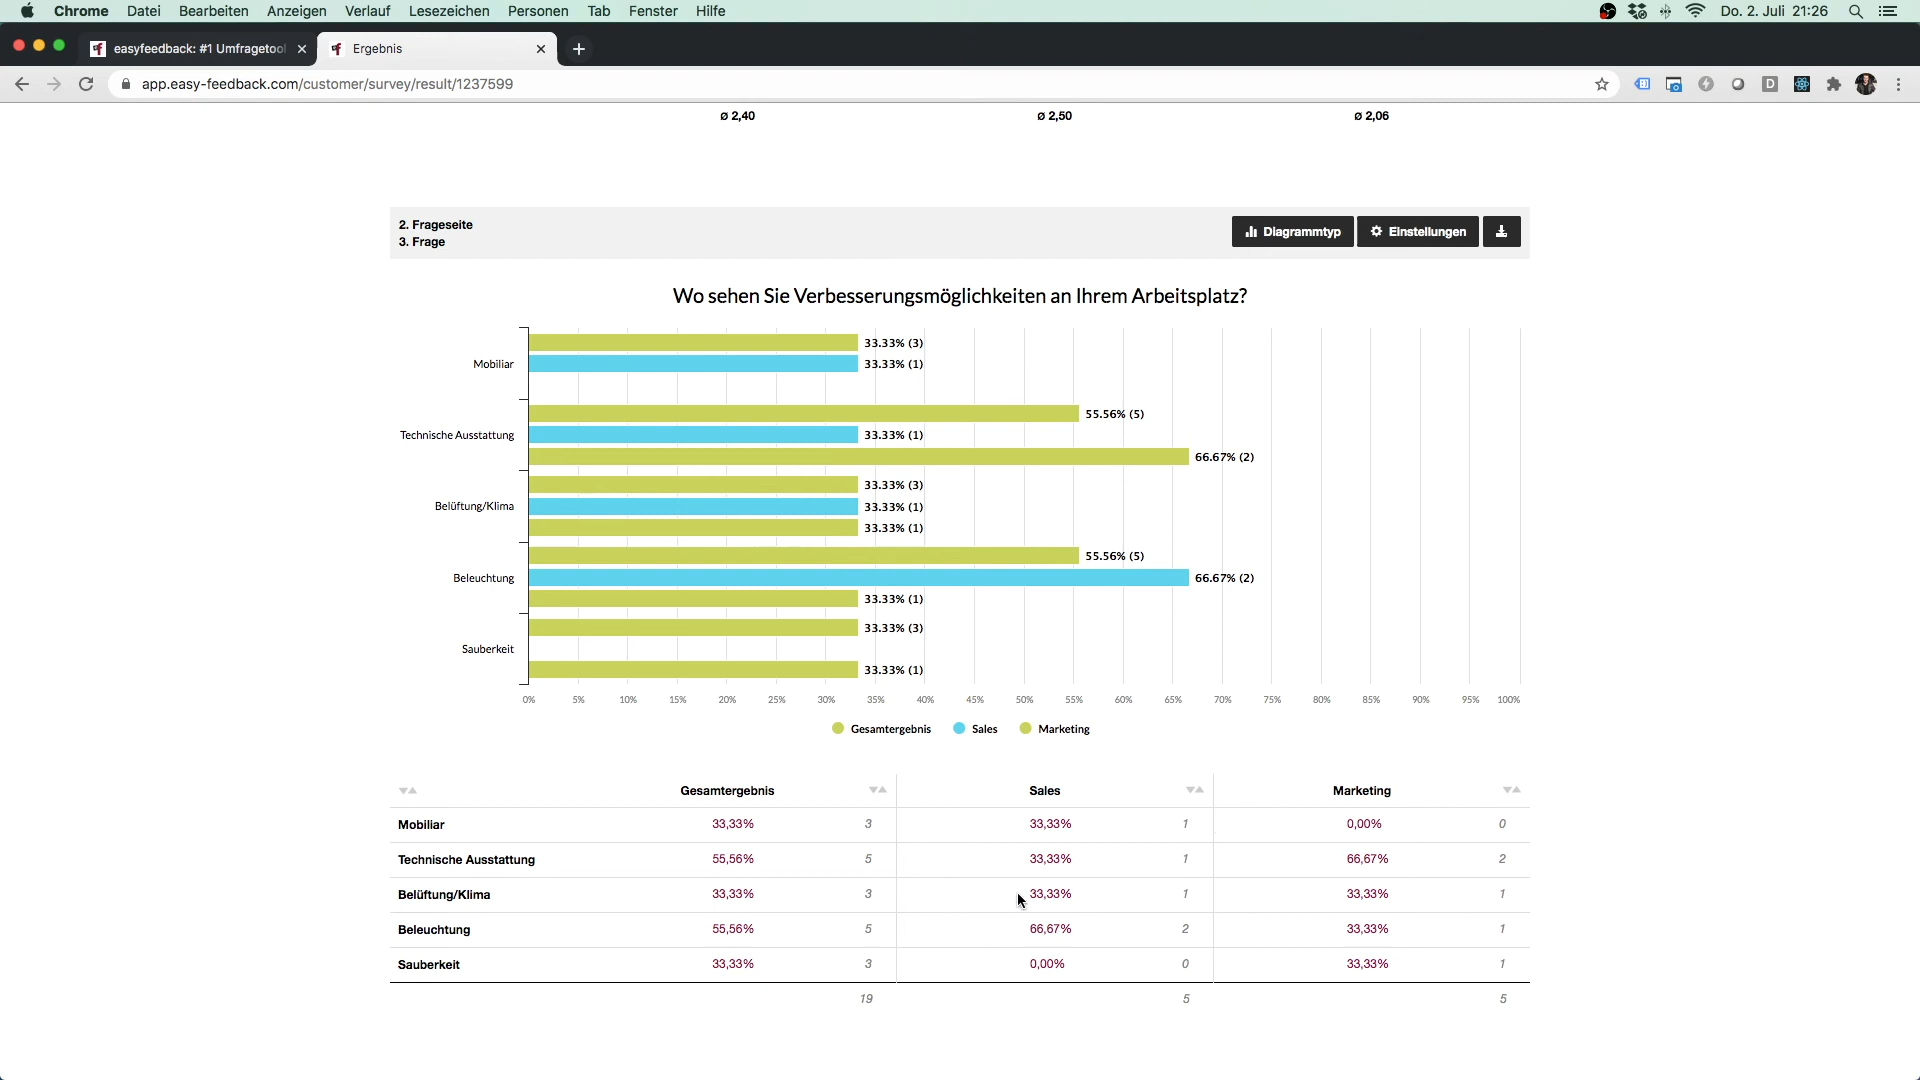 Chrome Datei Bearbeiten Anzeigen Verlauf Lesezeichen Personen Tab Fenster Hilfe Do. 2. Juli 21:26
easyfeedback: #1 Umfragetool Ergebnis
app.easy-feedback.com/customer/survey/result/1237599
ø 2,40 ø 2,50 ø 2,06
2. Frageseite
3. Frage
Diagrammtyp Einstellungen
Wo sehen Sie Verbesserungsmöglichkeiten an Ihrem Arbeitsplatz?
33.33% (3)
Mobiliar 33.33% (1)
55.56% (5)
Technische Ausstattung 33.33% (1)
66.67% (2)
33.33% (3)
Belüftung/Klima 33.33% (1)
33.33% (1)
55.56% (5)
Beleuchtung 66.67% (2)
33.33% (1)
33.33% (3)
Sauberkeit
33.33% (1)
0% 5% 10% 15% 20% 25% 30% 35% 40% 45% 50% 55% 60% 65% 70% 75% 80% 85% 90% 95% 100%
Gesamtergebnis Sales Marketing
Gesamtergebnis Sales Marketing
Mobiliar 33,33% 3 33,33% 1 0,00% 0
Technische Ausstattung 55,56% 5 33,33% 1 66,67% 2
Belüftung/Klima 33,33% 3 33,33% 1 33,33% 1
Beleuchtung 55,56% 5 66,67% 2 33,33% 1
Sauberkeit 33,33% 3 0,00% 0 33,33% 1
19 5 5